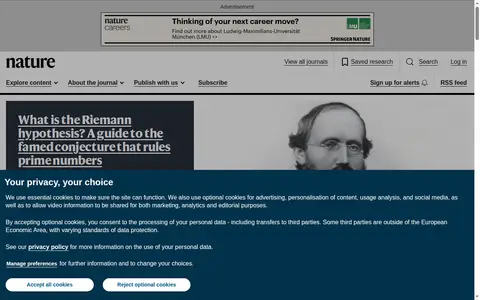 Advertisement
nature
careers
Thinking of your next career move?
Find out more about Ludwig-Maximilians-Universität
München (LMU) >>
LMU
SPRINGER NATURE
nature
View all journals
Saved research
Search
Log in
Explore content
About the journal
Publish with us
Subscribe
Sign up for alerts
RSS feed
What is the Riemann
hypothesis? A guide to the
famed conjecture that rules
prime numbers
Your privacy, your choice
We use essential cookies to make sure the site can function. We also use optional cookies for advertising, personalisation of content, usage analysis, and social media, as
well as to allow video information to be shared for both marketing, analytics and editorial purposes.
By accepting optional cookies, you consent to the processing of your personal data - including transfers to third parties. Some third parties are outside of the European
Economic Area, with varying standards of data protection.
See our privacy policy for more information on the use of your personal data.
Manage preferences for further information and to change your choices.
Accept all cookies
Reject optional cookies